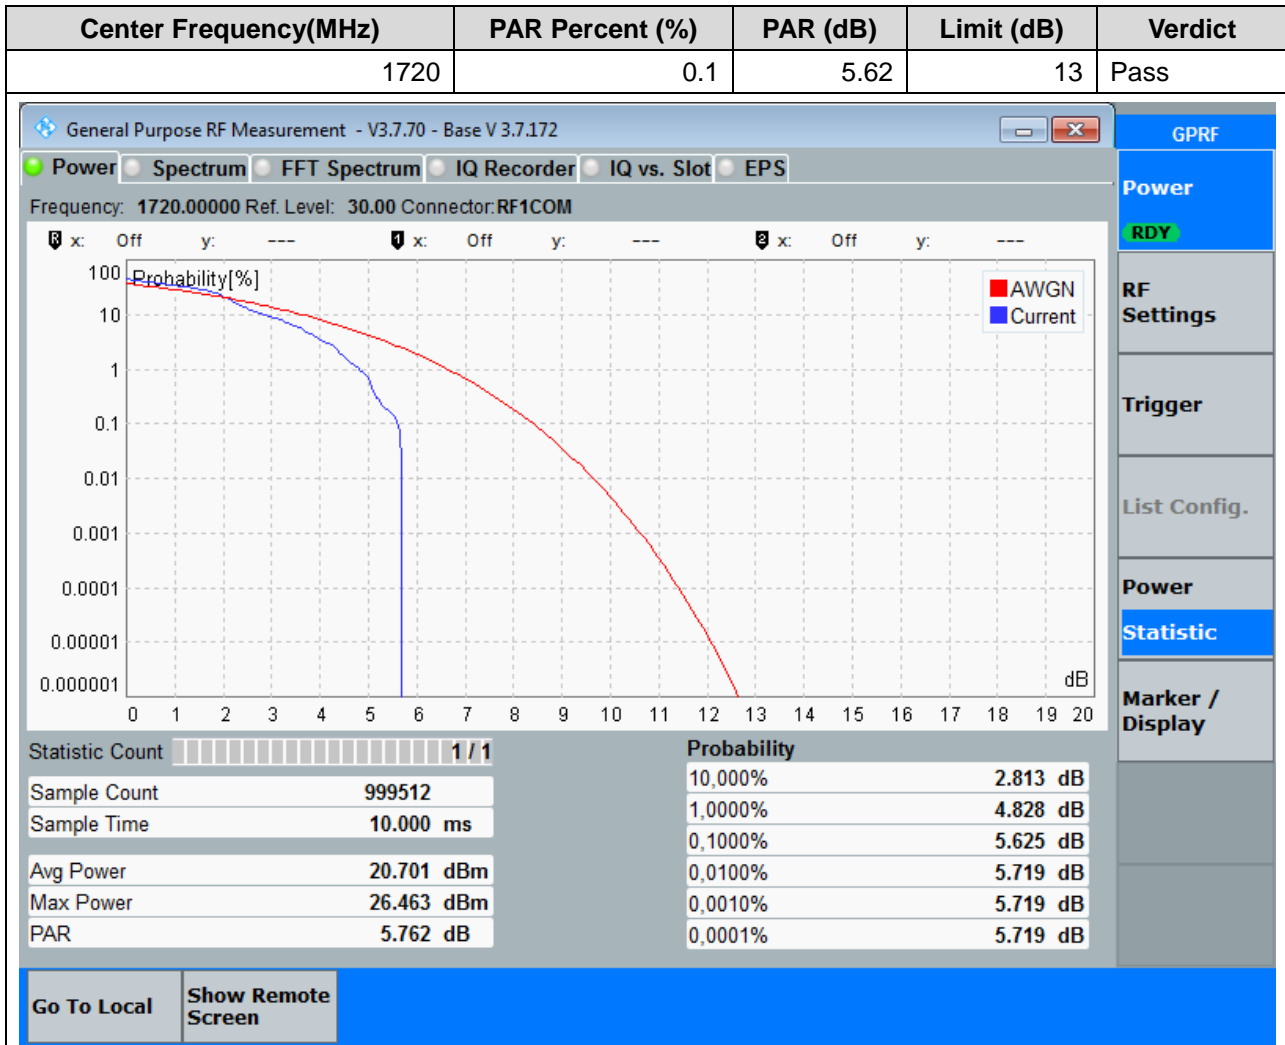 Center Frequency(MHz) PAR Percent (%) PAR (dB) Limit (dB) Verdict
1720 0.1 5.62 13 Pass
General Purpose RF Measurement - V3.7.70 - Base V 3.7.172
GPRF
Power Spectrum FFT Spectrum IQ Recorder IQ vs. Slot EPS
Frequency: 1720.00000 Ref. Level: 30.00 Connector:RF1COM
R x: Off y: --- 1 x: Off y: --- 2 x: Off y: ---
Probability[%]
AWGN
Current
100
10
1
0.1
0.01
0.001
0.0001
0.00001
0.000001
dB
0 1 2 3 4 5 6 7 8 9 10 11 12 13 14 15 16 17 18 19 20
Statistic Count 1 / 1
Sample Count 999512
Sample Time 10.000 ms
Avg Power 20.701 dBm
Max Power 26.463 dBm
PAR 5.762 dB
Probability
10,000% 2.813 dB
1,0000% 4.828 dB
0,1000% 5.625 dB
0,0100% 5.719 dB
0,0010% 5.719 dB
0,0001% 5.719 dB
Power
RDY
RF
Settings
Trigger
List Config.
Power
Statistic
Marker /
Display
Go To Local
Show Remote
Screen